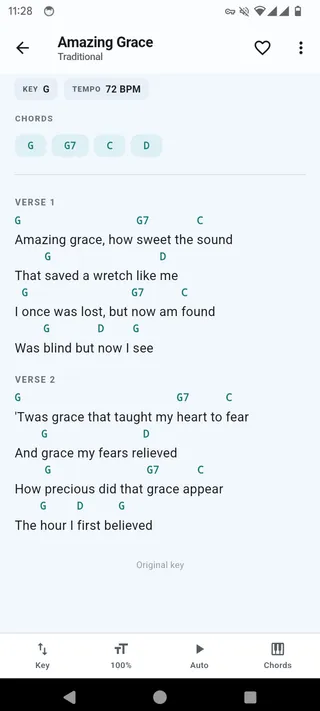 11:28
Amazing Grace
Traditional
KEY G TEMPO 72 BPM
CHORDS
G G7 C D
VERSE 1
G G7 C
Amazing grace, how sweet the sound
G D
That saved a wretch like me
G G7 C
I once was lost, but now am found
G D G
Was blind but now I see
VERSE 2
G G7 C
'Twas grace that taught my heart to fear
G D
And grace my fears relieved
G G7 C
How precious did that grace appear
G D G
The hour I first believed
Original key
Key 100% Auto Chords